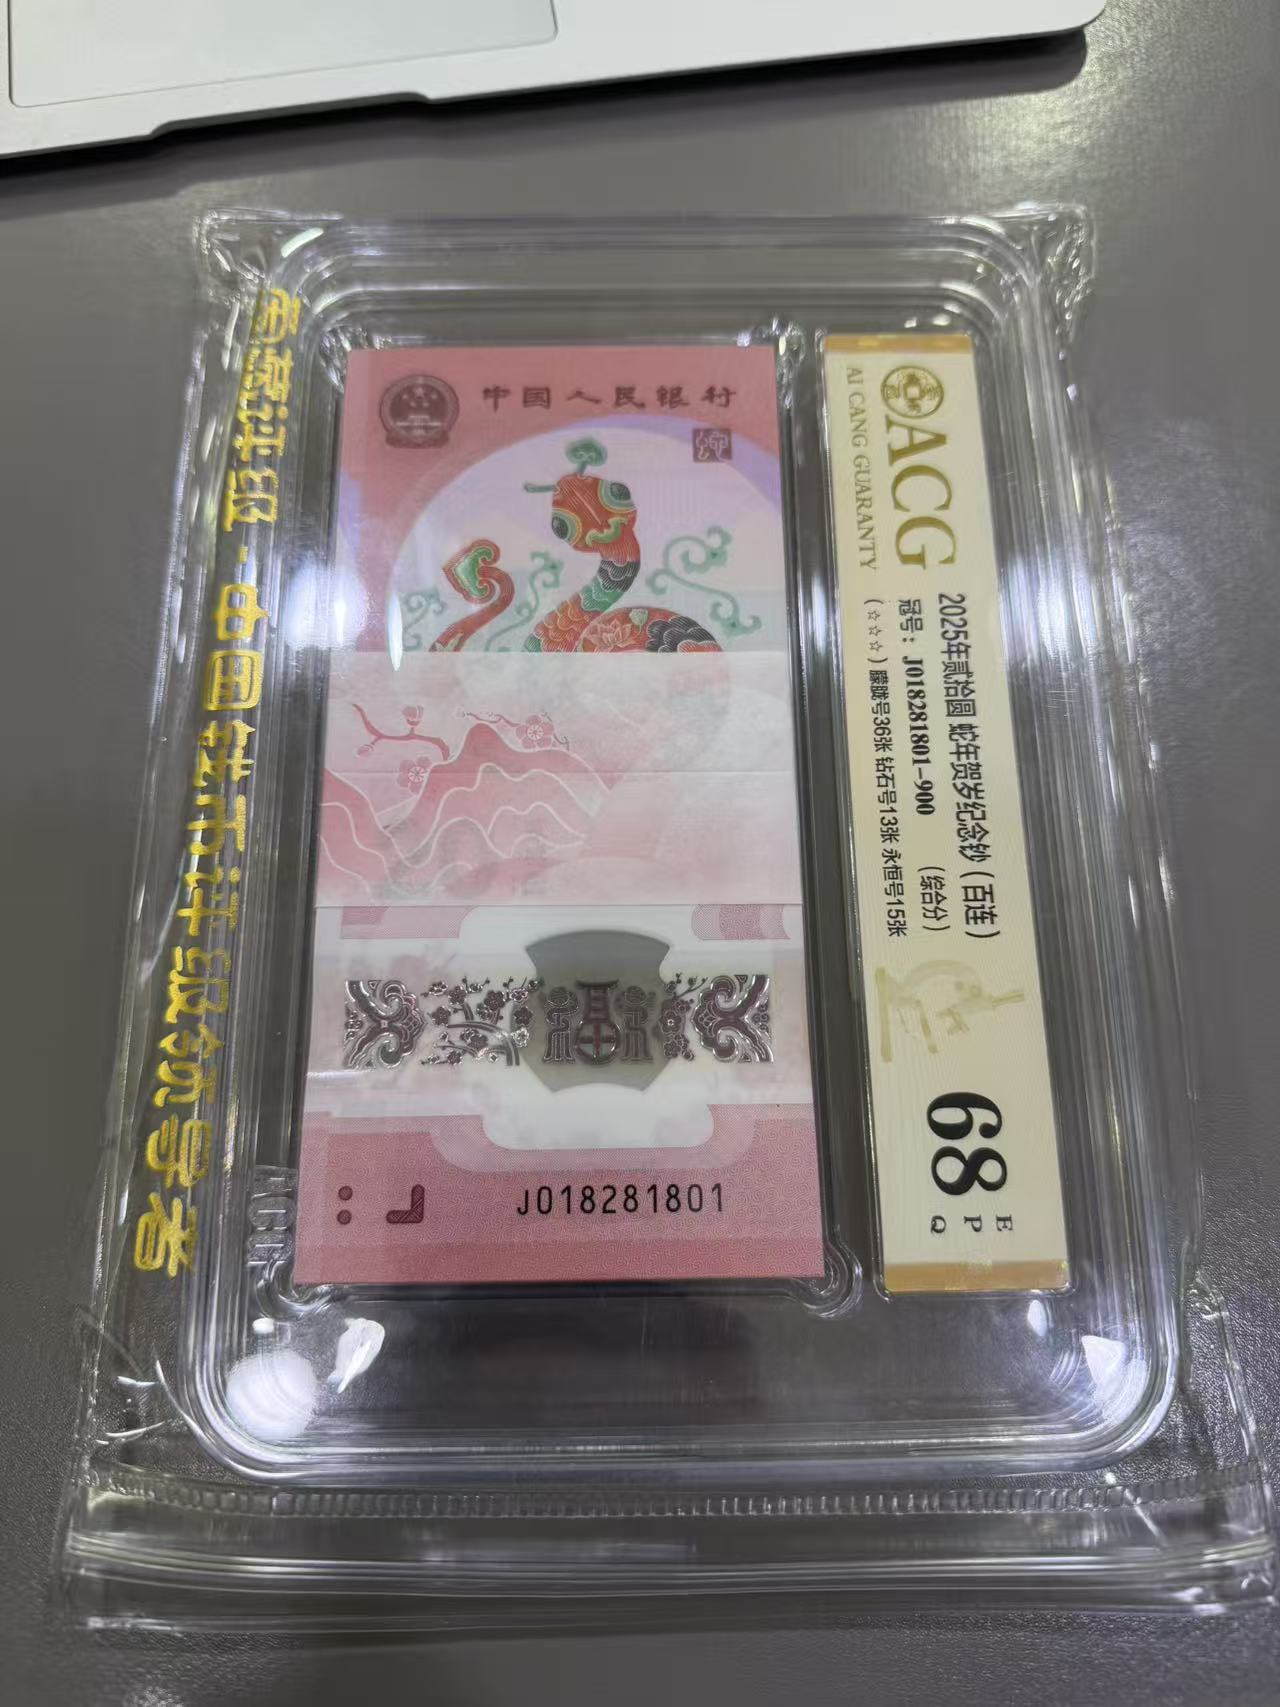 中国人民银行
J018281801
爱藏评级-中国钱币评级领导者
ACG
AI CANG GUARANTY
2025年贰拾圆 蛇年贺岁纪念钞（百连）
冠号：J018281801-900 （综合分）
（☆☆☆）朦胧号36张 钻石号13张 永恒号15张
68
E
P
Q
ACG